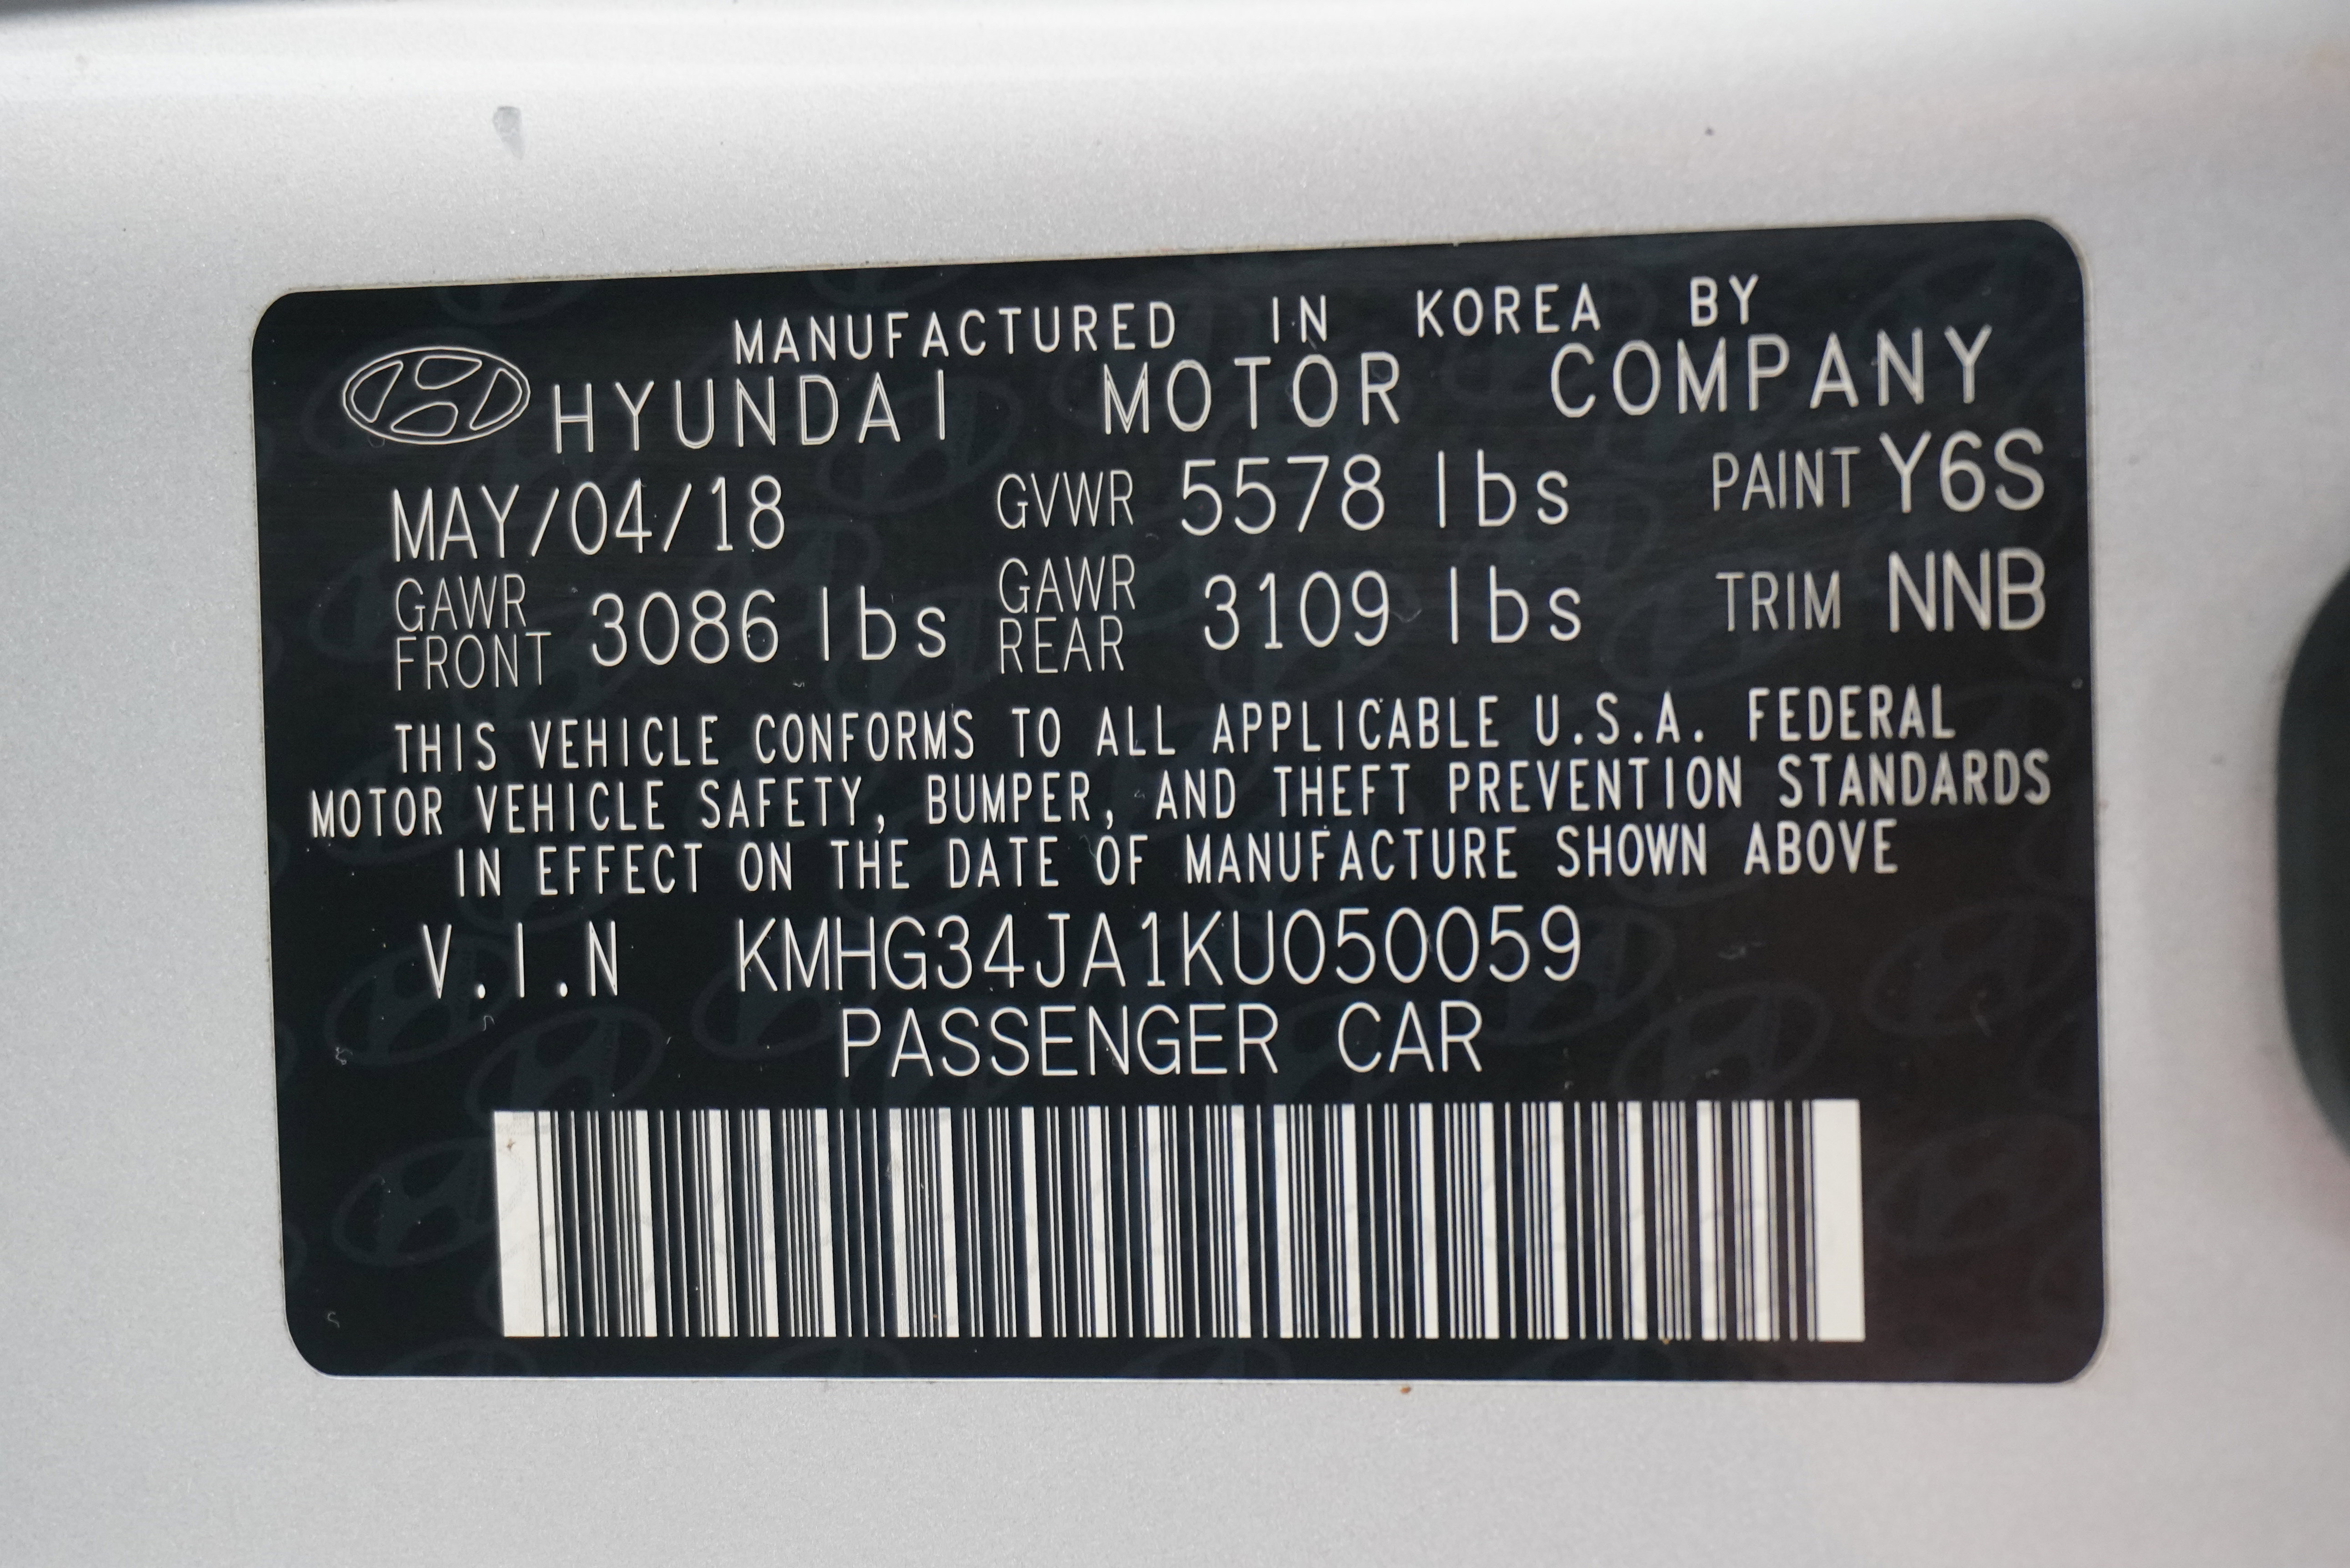 MANUFACTURED IN KOREA BY
HYUNDAI MOTOR COMPANY
MAY/04/18 GVWR 5578 lbs PAINT Y6S
GAWR FRONT 3086 lbs GAWR REAR 3109 lbs TRIM NNB
THIS VEHICLE CONFORMS TO ALL APPLICABLE U.S.A. FEDERAL
MOTOR VEHICLE SAFETY, BUMPER, AND THEFT PREVENTION STANDARDS
IN EFFECT ON THE DATE OF MANUFACTURE SHOWN ABOVE
V.I.N KMHG34JA1KU050059
PASSENGER CAR